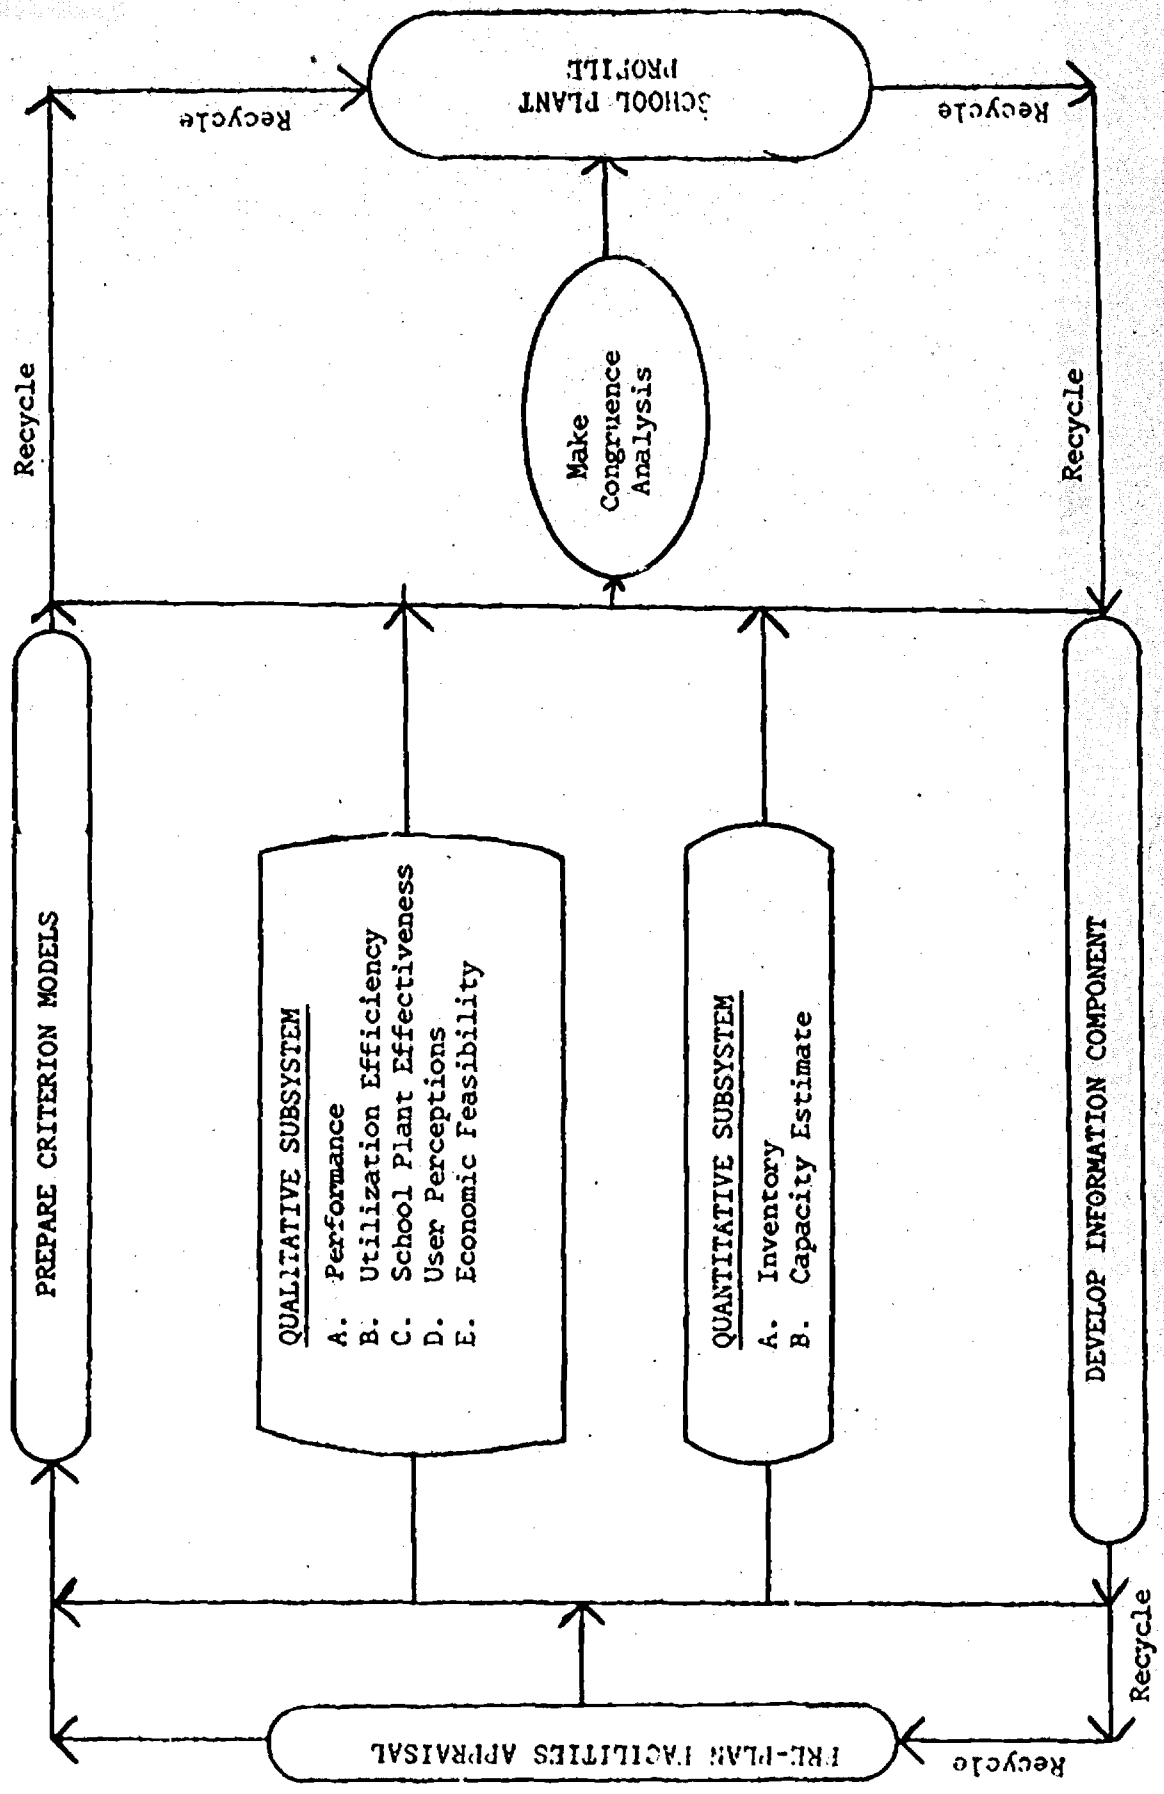 PRE-PLAN FACILITIES APPRAISAL
PREPARE CRITERION MODELS
Recycle
Recycle
QUALITATIVE SUBSYSTEM
A. Performance
B. Utilization Efficiency
C. School Plant Effectiveness
D. User Perceptions
E. Economic Feasibility
QUANTITATIVE SUBSYSTEM
A. Inventory
B. Capacity Estimate
Make
Congruence
Analysis
SCHOOL PLANT
PROFILE
Recycle
Recycle
DEVELOP INFORMATION COMPONENT
Recycle
Recycle